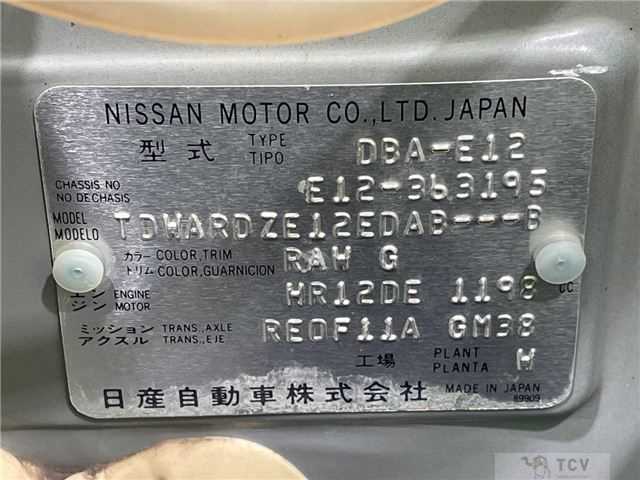 NISSAN MOTOR CO.,LTD. JAPAN
型式 TYPE TIPO DBA-E12
CHASSIS NO NO DE CHASIS E12-363195
MODEL MODELO TDWARDZE12EDAB---B
カラー COLOR,TRIM
トリム COLOR,GUARNICION RAW G
エンジン ENGINE MOTOR HR12DE 1198 CC
ミッション TRANS.,AXLE
アクスル TRANS.,EJE RE0F11A GM38
工場 PLANT PLANTA W
日産自動車株式会社 MADE IN JAPAN
89909
TCV